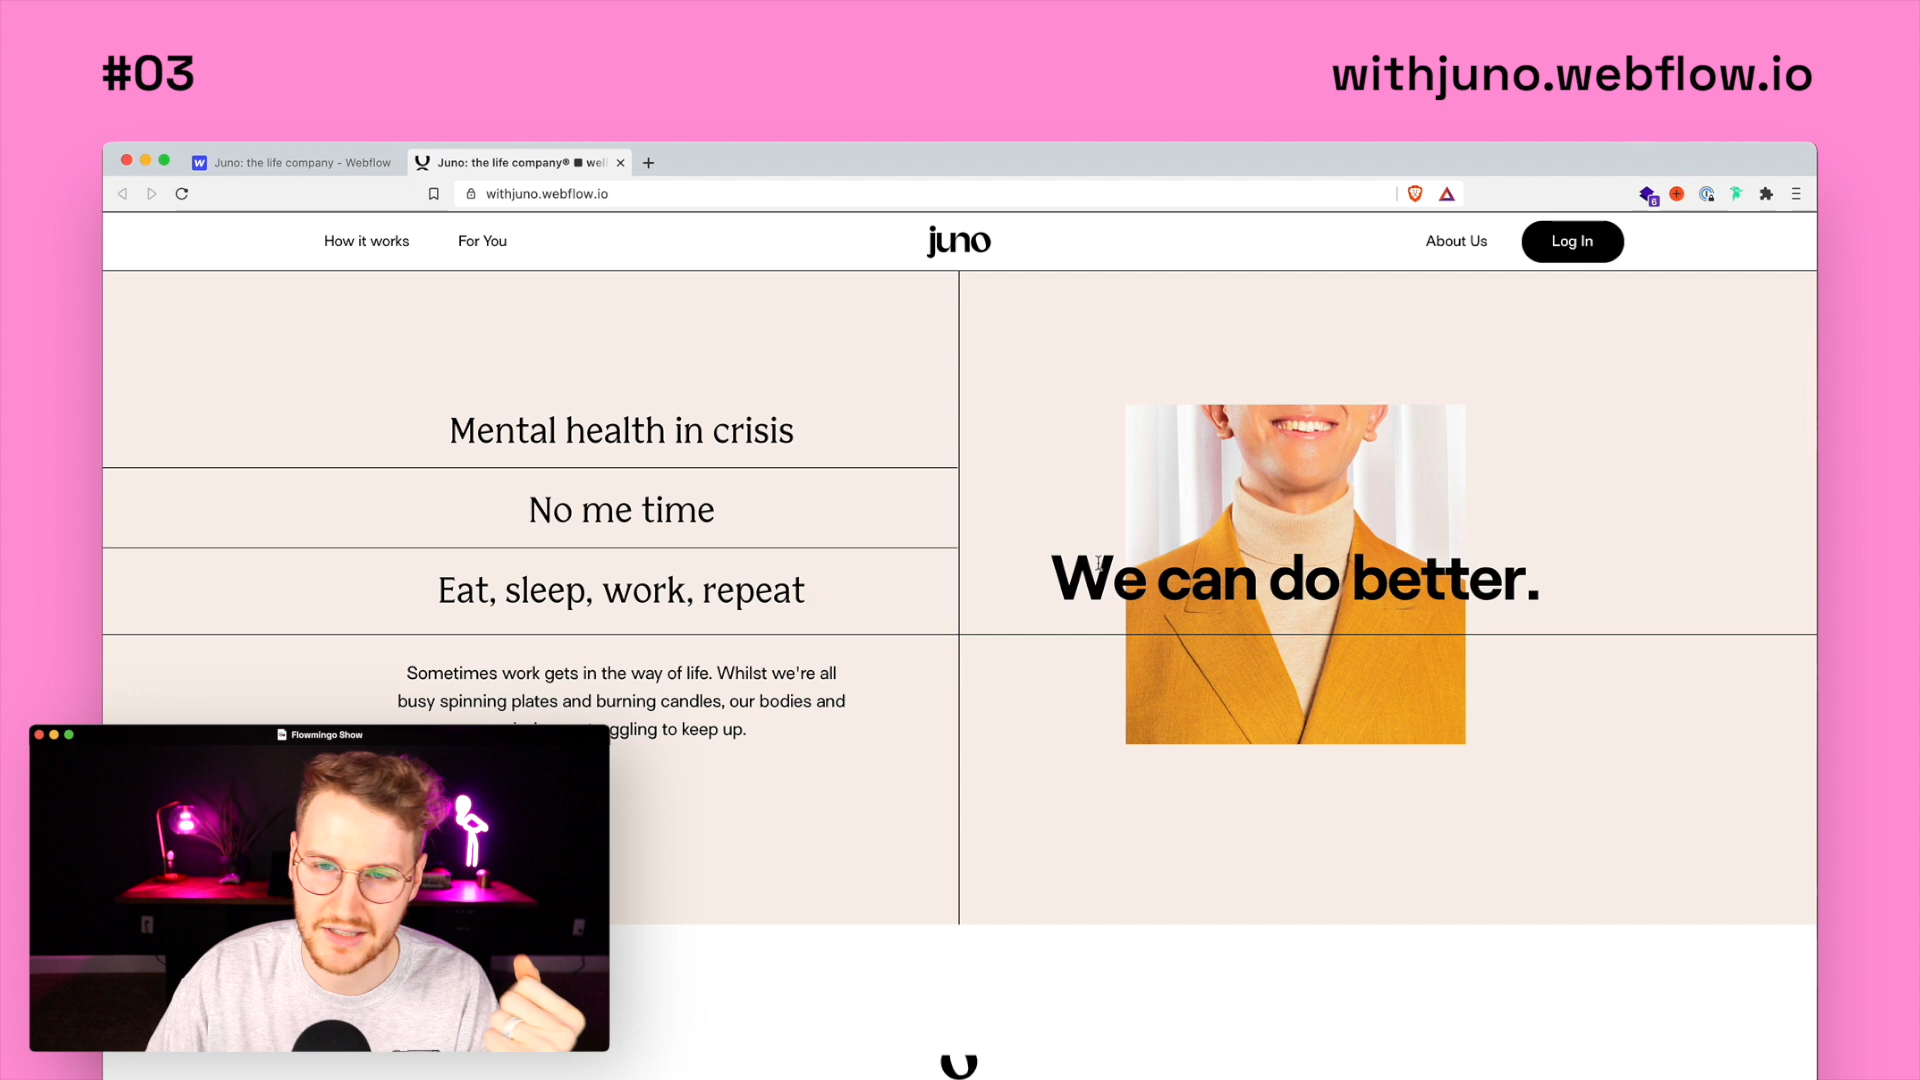 #03
withjuno.webflow.io
Juno: the life company - Webflow
Juno: the life company® ■ well
withjuno.webflow.io
6
How it works
For You
juno
About Us
Log In
Mental health in crisis
No me time
Eat, sleep, work, repeat
We can do better.
Sometimes work gets in the way of life. Whilst we're all
busy spinning plates and burning candles, our bodies and
ggling to keep up.
Flowmingo Show